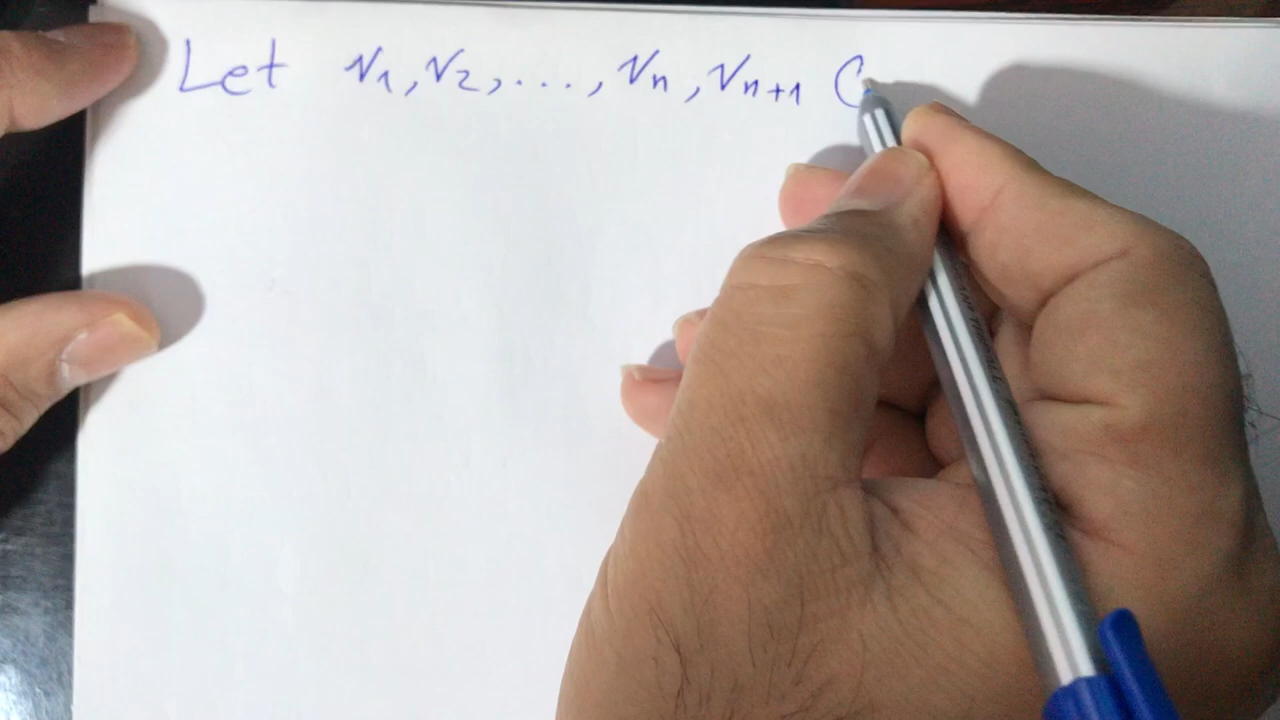 Let v₁, v₂, ..., vₙ, vₙ₊₁ (